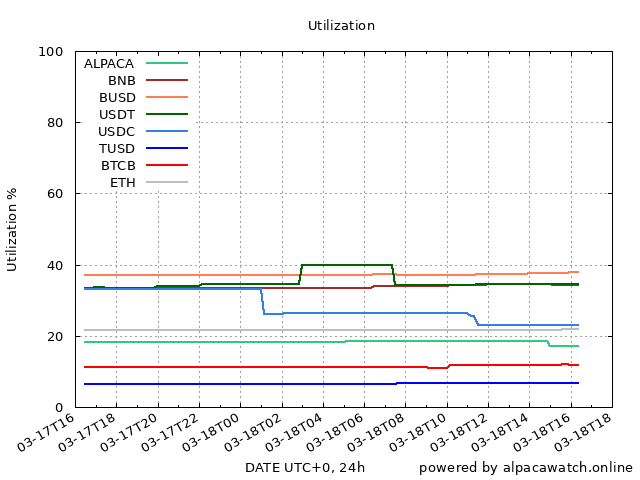 Utilization
100
80
60
40
20
0
Utilization %
ALPACA
BNB
BUSD
USDT
USDC
TUSD
BTCB
ETH
03-17T16
03-17T18
03-17T20
03-17T22
03-18T00
03-18T02
03-18T04
03-18T06
03-18T08
03-18T10
03-18T12
03-18T14
03-18T16
03-18T18
DATE UTC+0, 24h
powered by alpacawatch.online